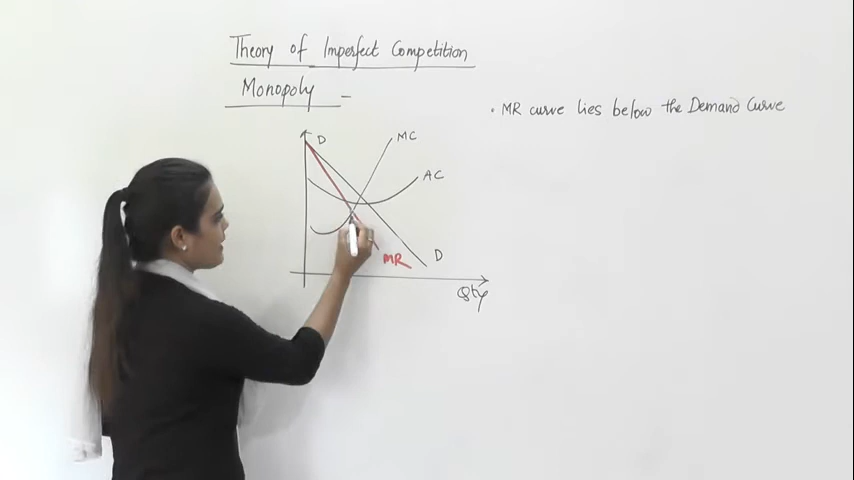 Theory of Imperfect Competition
Monopoly -
• MR curve lies below the Demand Curve
D
MC
AC
D
MR
Qty